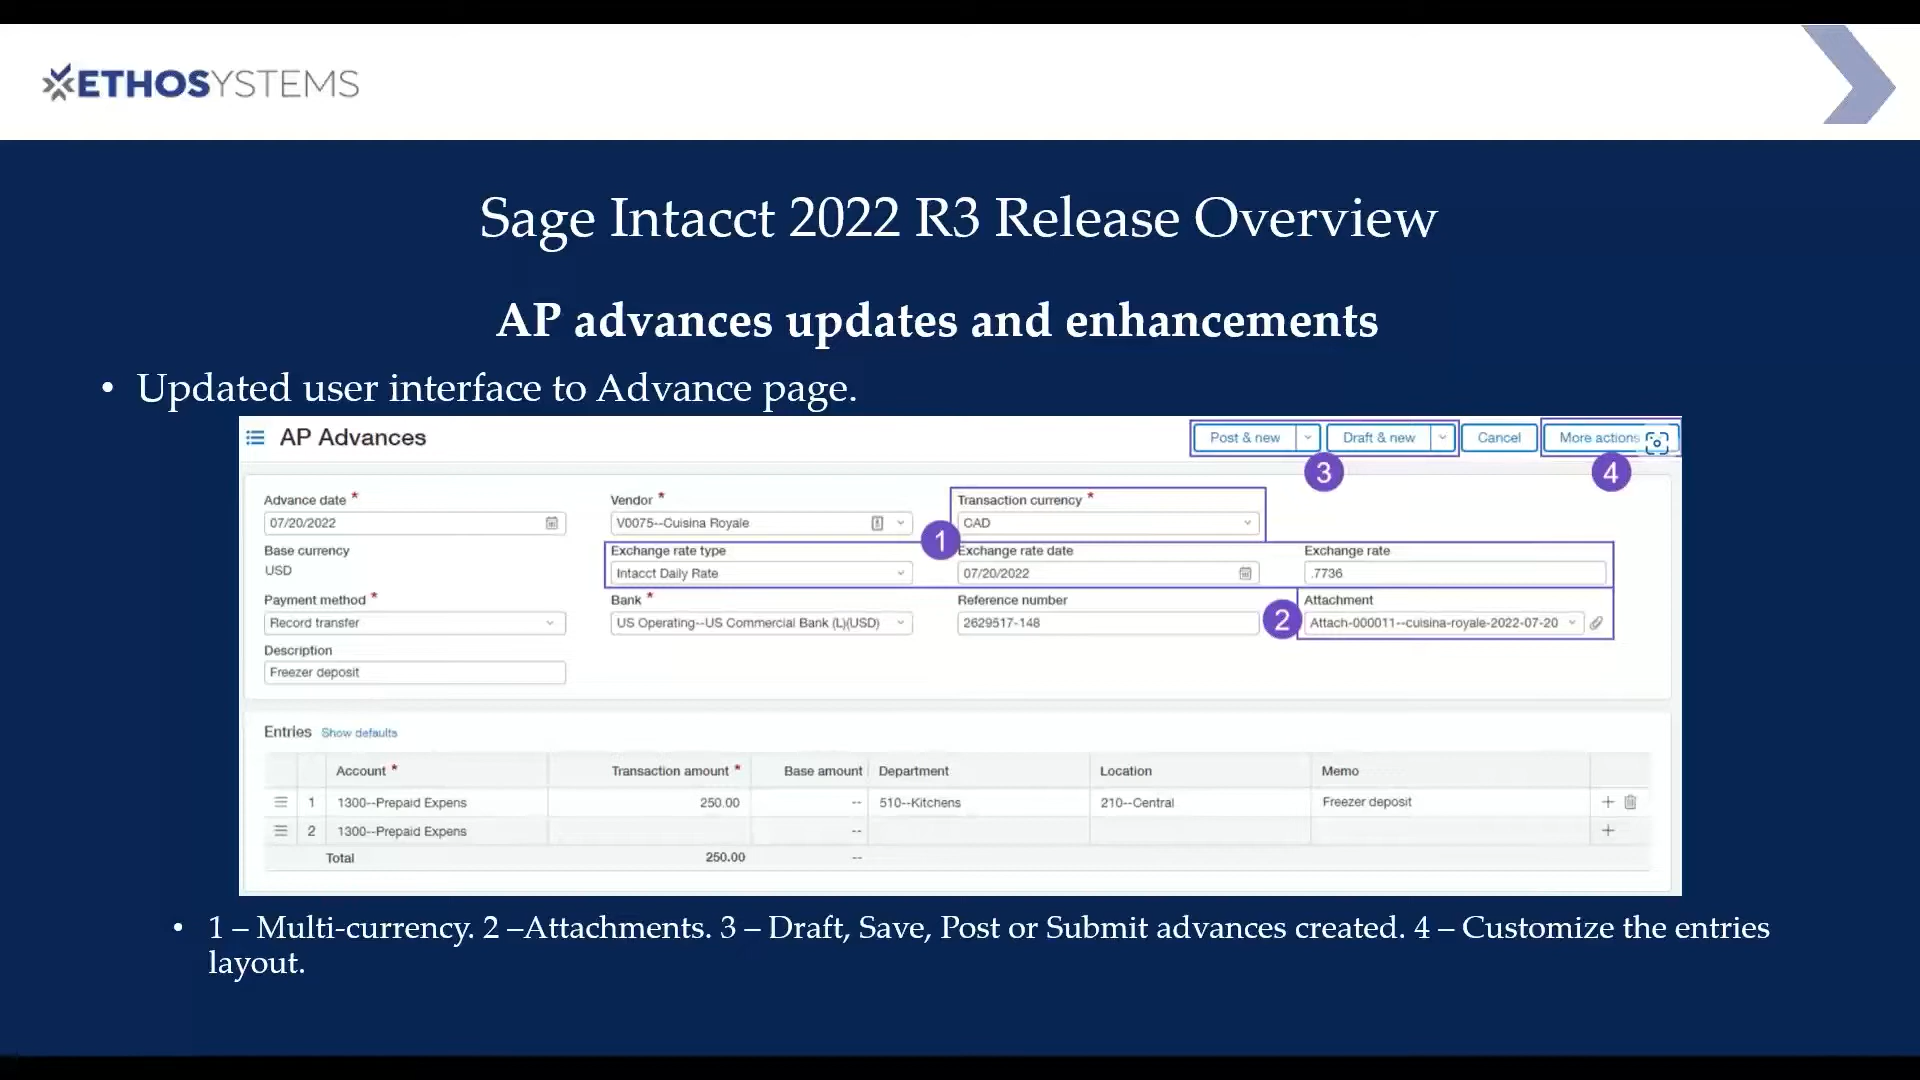 ETHOSYSTEMS
Sage Intacct 2022 R3 Release Overview
AP advances updates and enhancements
• Updated user interface to Advance page.
AP Advances Post & new Draft & new Cancel More actions
3 4
Advance date * Vendor * Transaction currency *
07/20/2022 V0075--Cuisina Royale CAD
1
Base currency Exchange rate type Exchange rate date Exchange rate
USD Intacct Daily Rate 07/20/2022 .7736
Payment method * Bank * Reference number Attachment
Record transfer US Operating--US Commercial Bank (L)(USD) 2629517-148 2 Attach-000011--cuisina-royale-2022-07-20
Description
Freezer deposit
Entries Show defaults
Account * Transaction amount * Base amount Department Location Memo
1 1300--Prepaid Expens 250.00 -- 510--Kitchens 210--Central Freezer deposit
2 1300--Prepaid Expens --
Total 250.00 --
• 1 – Multi-currency. 2 –Attachments. 3 – Draft, Save, Post or Submit advances created. 4 – Customize the entries
layout.